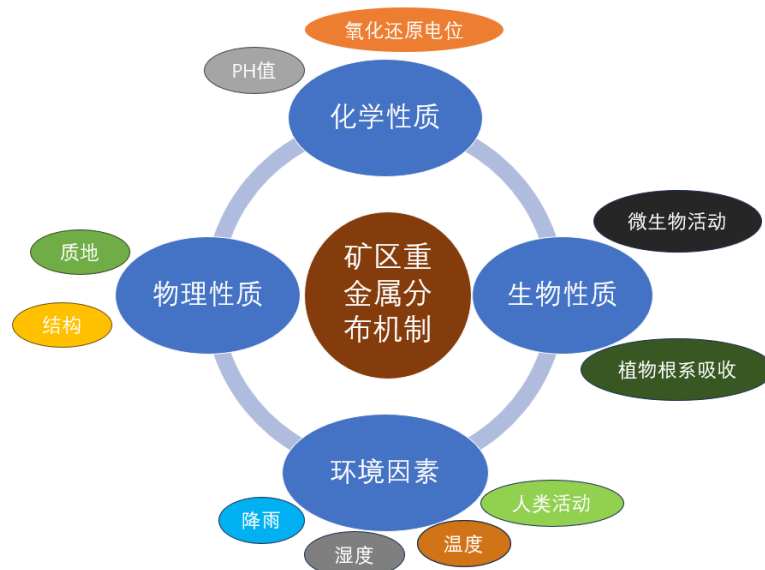 氧化还原电位
PH值
化学性质
微生物活动
质地
物理性质
矿区重
金属分
布机制
生物性质
结构
植物根系吸收
环境因素
人类活动
降雨
温度
湿度